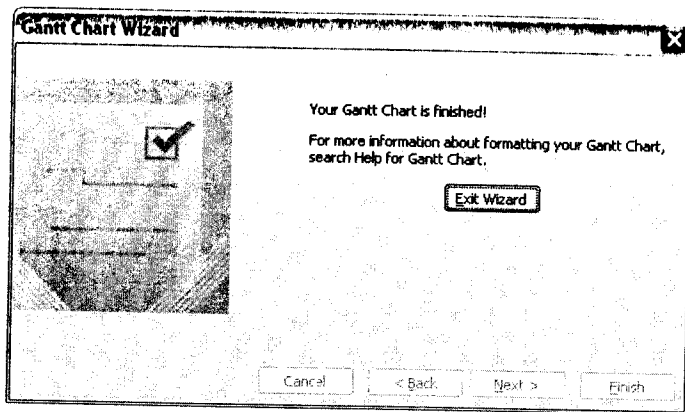 Gantt Chart Wizard
Your Gantt Chart is finished!
For more information about formatting your Gantt Chart,
search Help for Gantt Chart.
Exit Wizard
Cancel
< Back
Next >
Finish